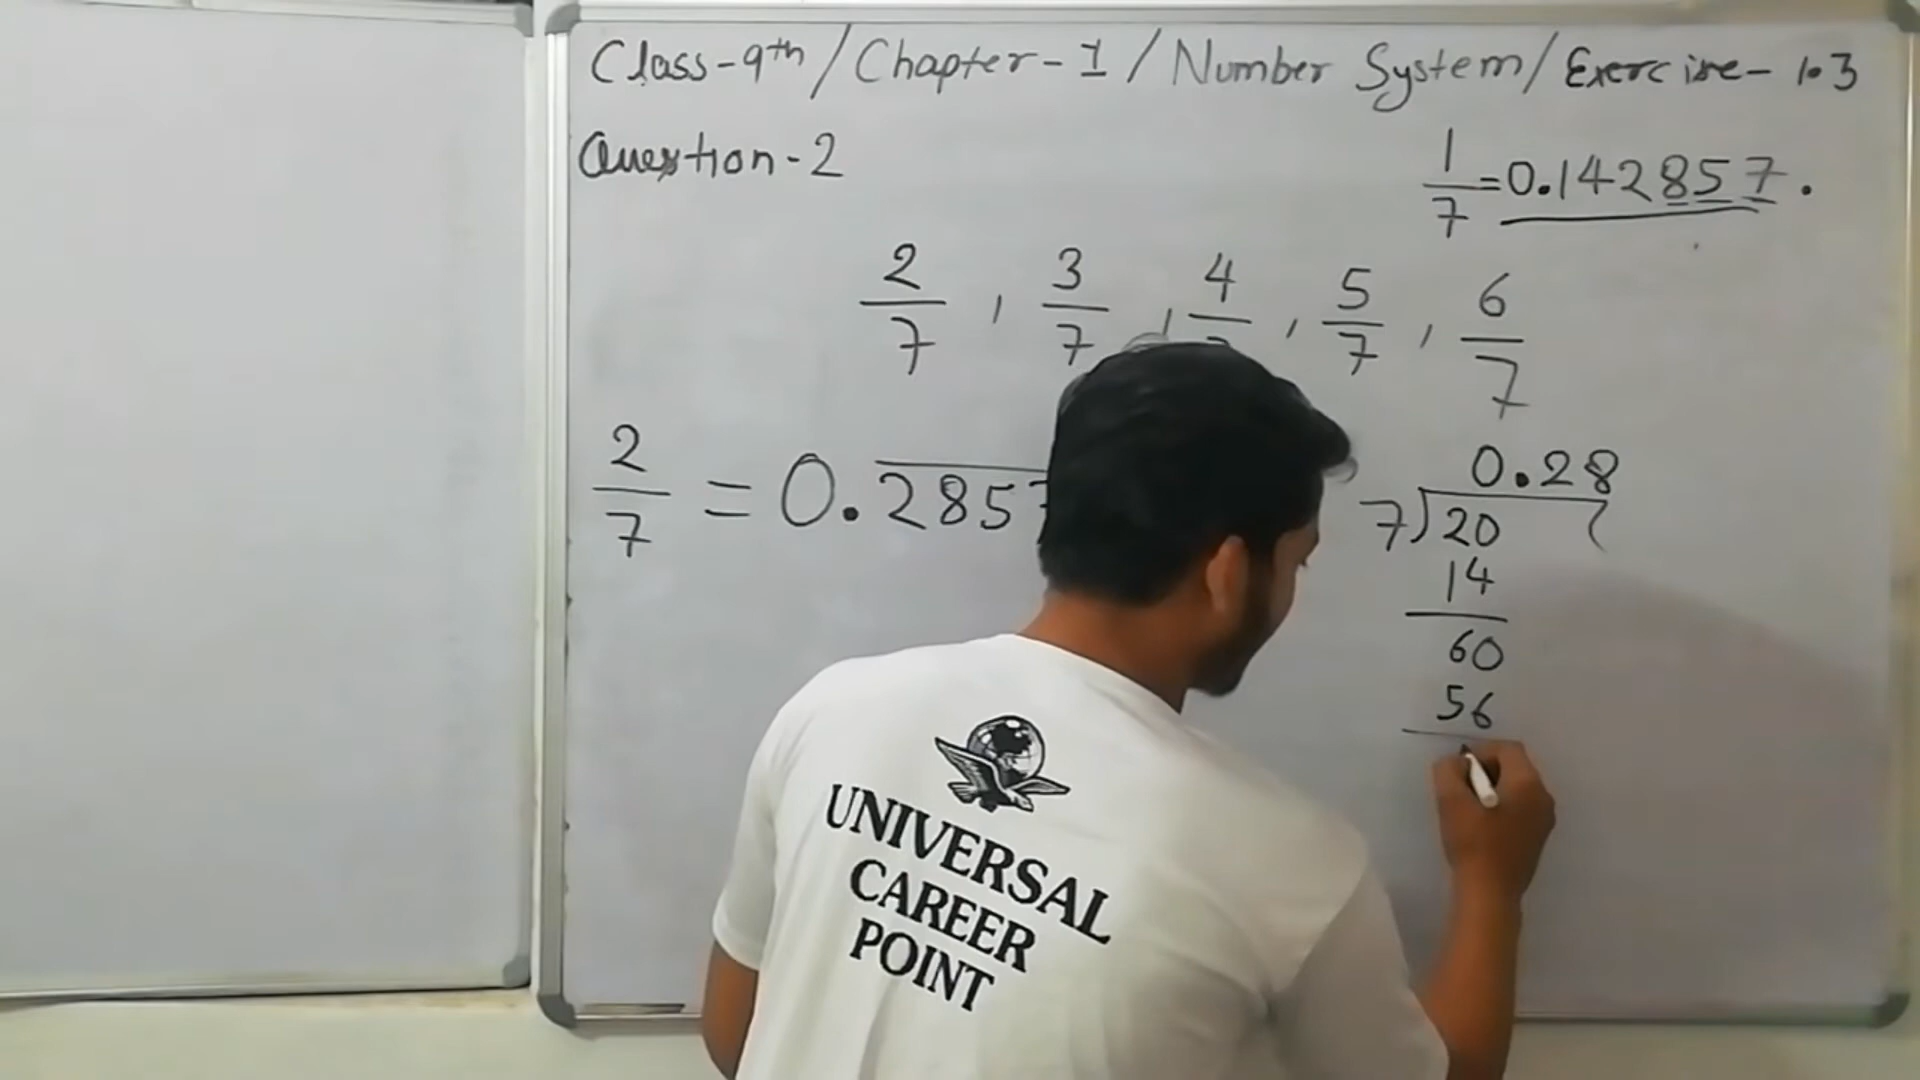 Class-9th/Chapter-1/Number System/Exercise-1.3
Question-2
1/7 = 0.142857.
2/7, 3/7, 4/, 5/7, 6/7
2/7 = 0.2857
0.28
7)20(
14
60
56
UNIVERSAL
CAREER
POINT